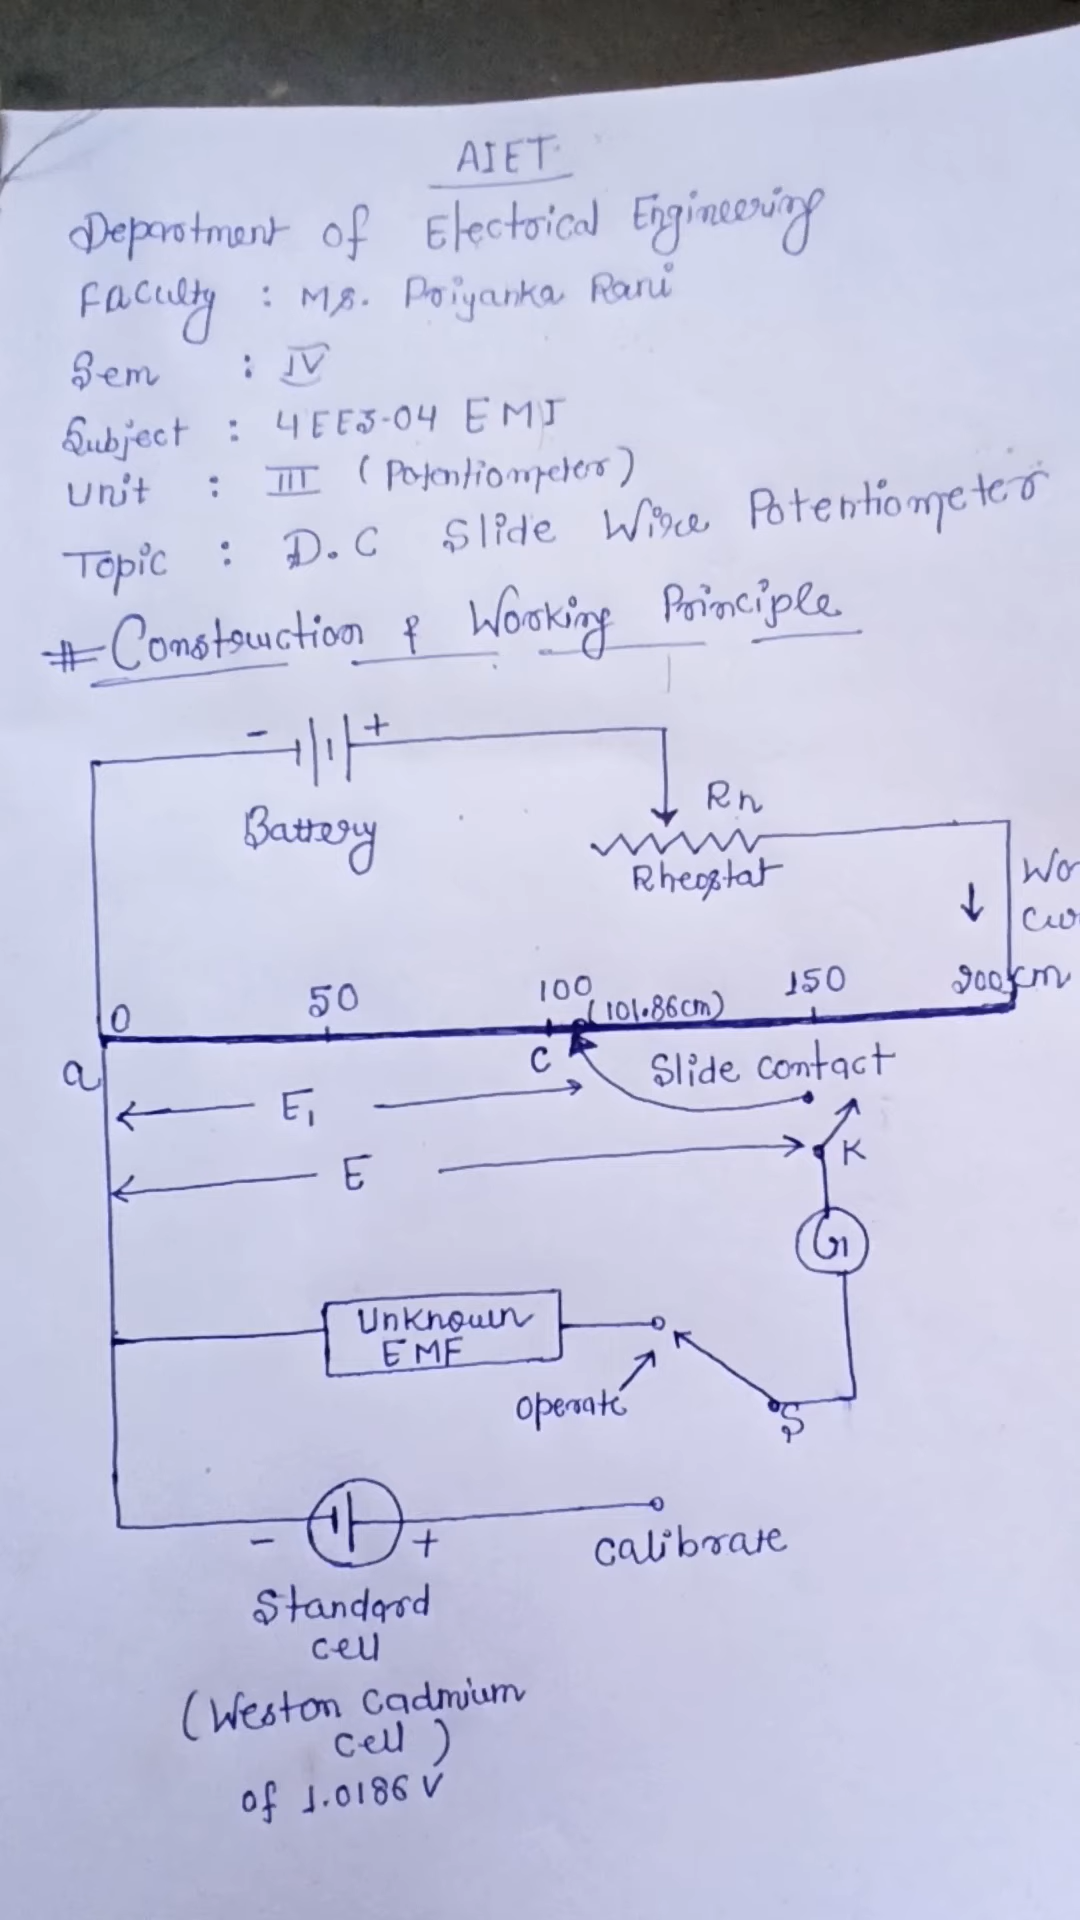 AIET
Department of Electrical Engineering
Faculty : Ms. Priyanka Rani
Sem : IV
Subject : 4EE3-04 EMI
Unit : III (Potentiometer)
Topic : D.C Slide Wire Potentiometer
# Construction & Working Principle
- +
Battery
Rh
Rheostat
0 50 100 (101.86cm) 150 200cm
a
C
Slide contact
E1
K
E
G
Unknown
EMF
operate
S
- +
calibrate
Standard
cell
(Weston Cadmium
cell)
of 1.0186 V